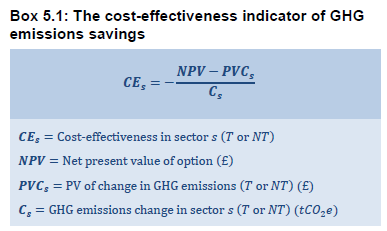 Box 5.1: The cost-effectiveness indicator of GHG
emissions savings
CEₛ = − (NPV − PVCₛ) / Cₛ
CEₛ = Cost-effectiveness in sector s (T or NT)
NPV = Net present value of option (£)
PVCₛ = PV of change in GHG emissions (T or NT) (£)
Cₛ = GHG emissions change in sector s (T or NT) (tCO₂e)